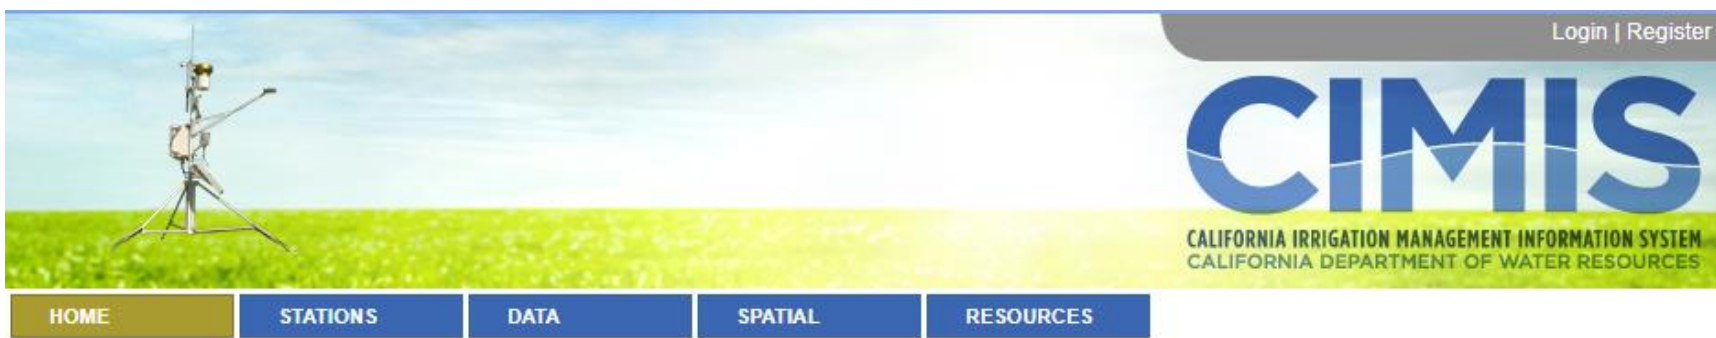 Login | Register
CIMIS
CALIFORNIA IRRIGATION MANAGEMENT INFORMATION SYSTEM
CALIFORNIA DEPARTMENT OF WATER RESOURCES
HOME STATIONS DATA SPATIAL RESOURCES